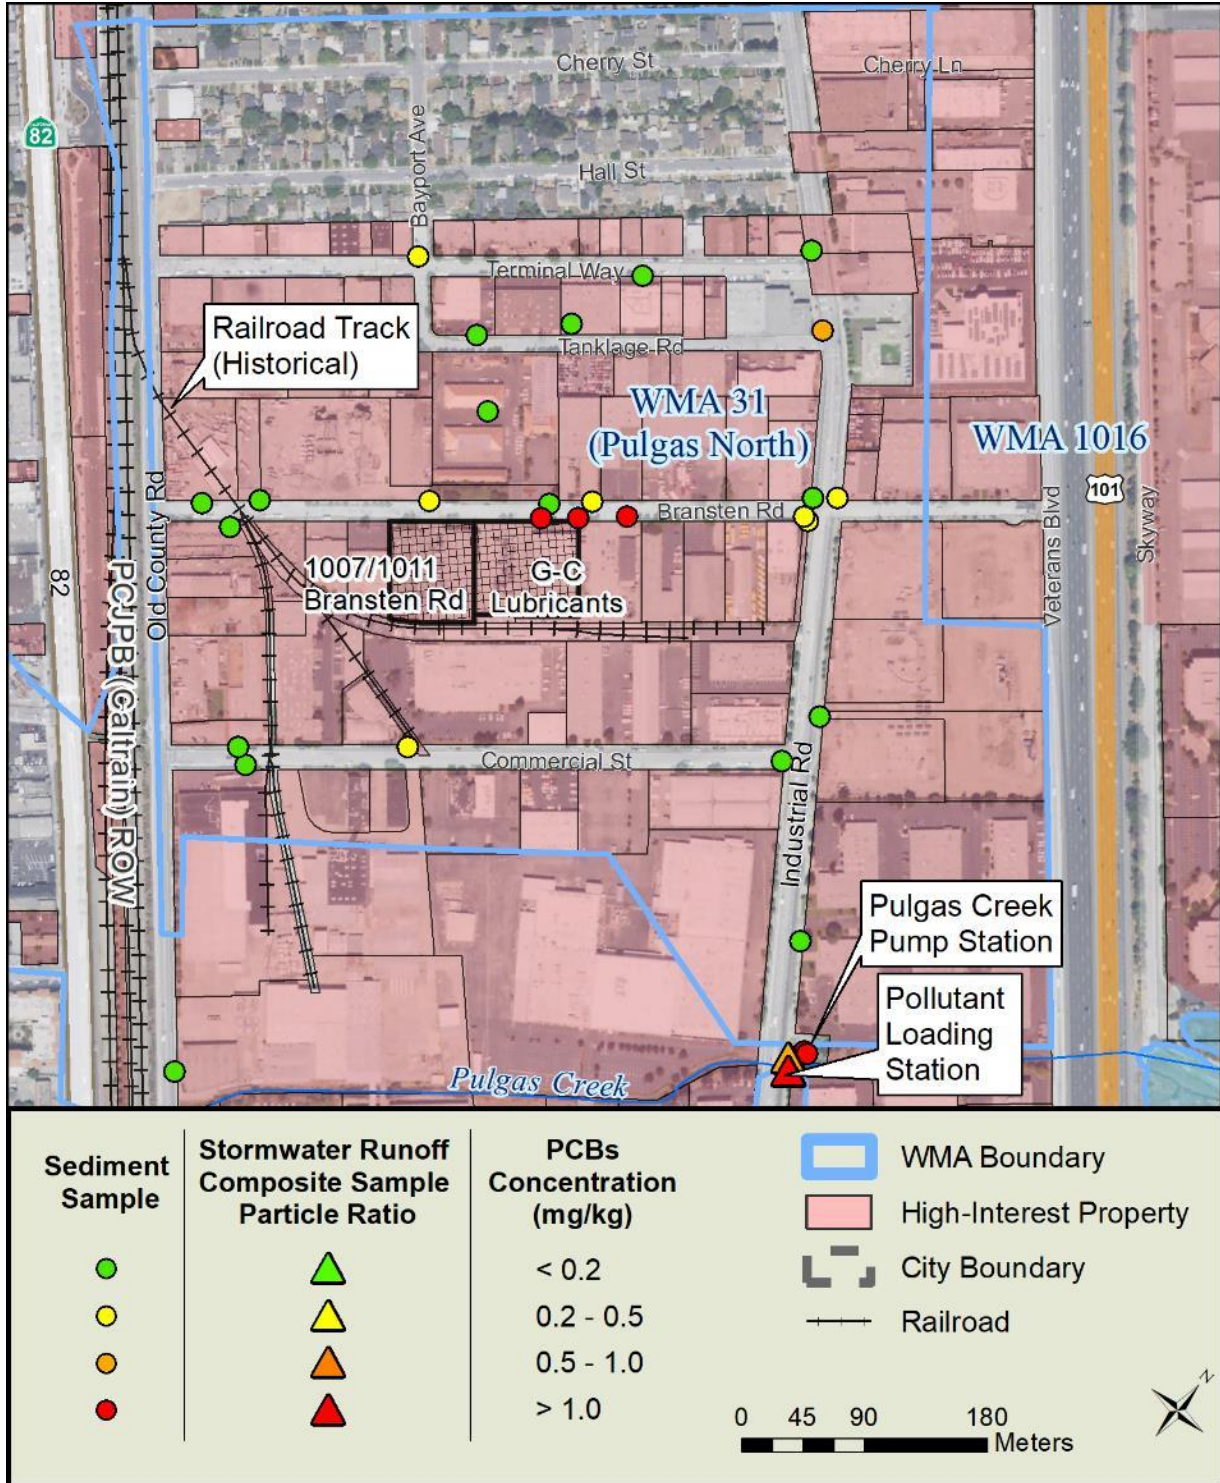 Cherry St
Cherry Ln
82
Bayport Ave
Hall St
Terminal Way
Railroad Track
(Historical)
Tanklage Rd
WMA 31
(Pulgas North)
WMA 1016
101
Bransten Rd
Old County Rd
Veterans Blvd
Skyway
1007/1011
Bransten Rd
G-C
Lubricants
82
PCJPB (Caltrain) ROW
Commercial St
Industrial Rd
Pulgas Creek
Pump Station
Pollutant
Loading
Station
Pulgas Creek
Sediment
Sample
Stormwater Runoff
Composite Sample
Particle Ratio
PCBs
Concentration
(mg/kg)
< 0.2
0.2 - 0.5
0.5 - 1.0
> 1.0
WMA Boundary
High-Interest Property
City Boundary
Railroad
N
0 45 90 180
Meters